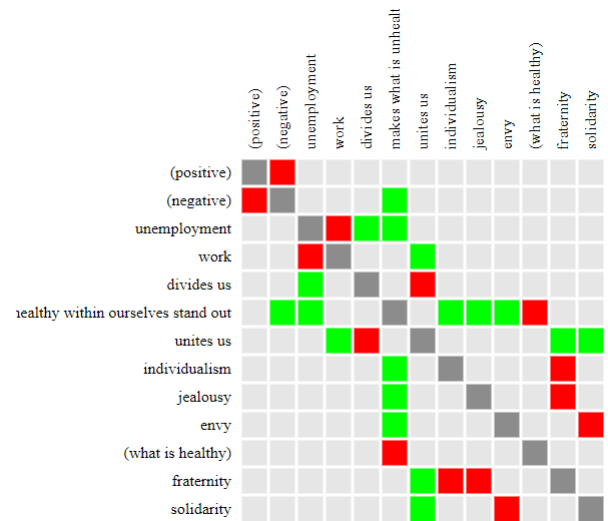 (positive)
(negative)
unemployment
work
divides us
makes what is unhealt
unites us
individualism
jealousy
envy
(what is healthy)
fraternity
solidarity
(positive)
(negative)
unemployment
work
divides us
healthy within ourselves stand out
unites us
individualism
jealousy
envy
(what is healthy)
fraternity
solidarity